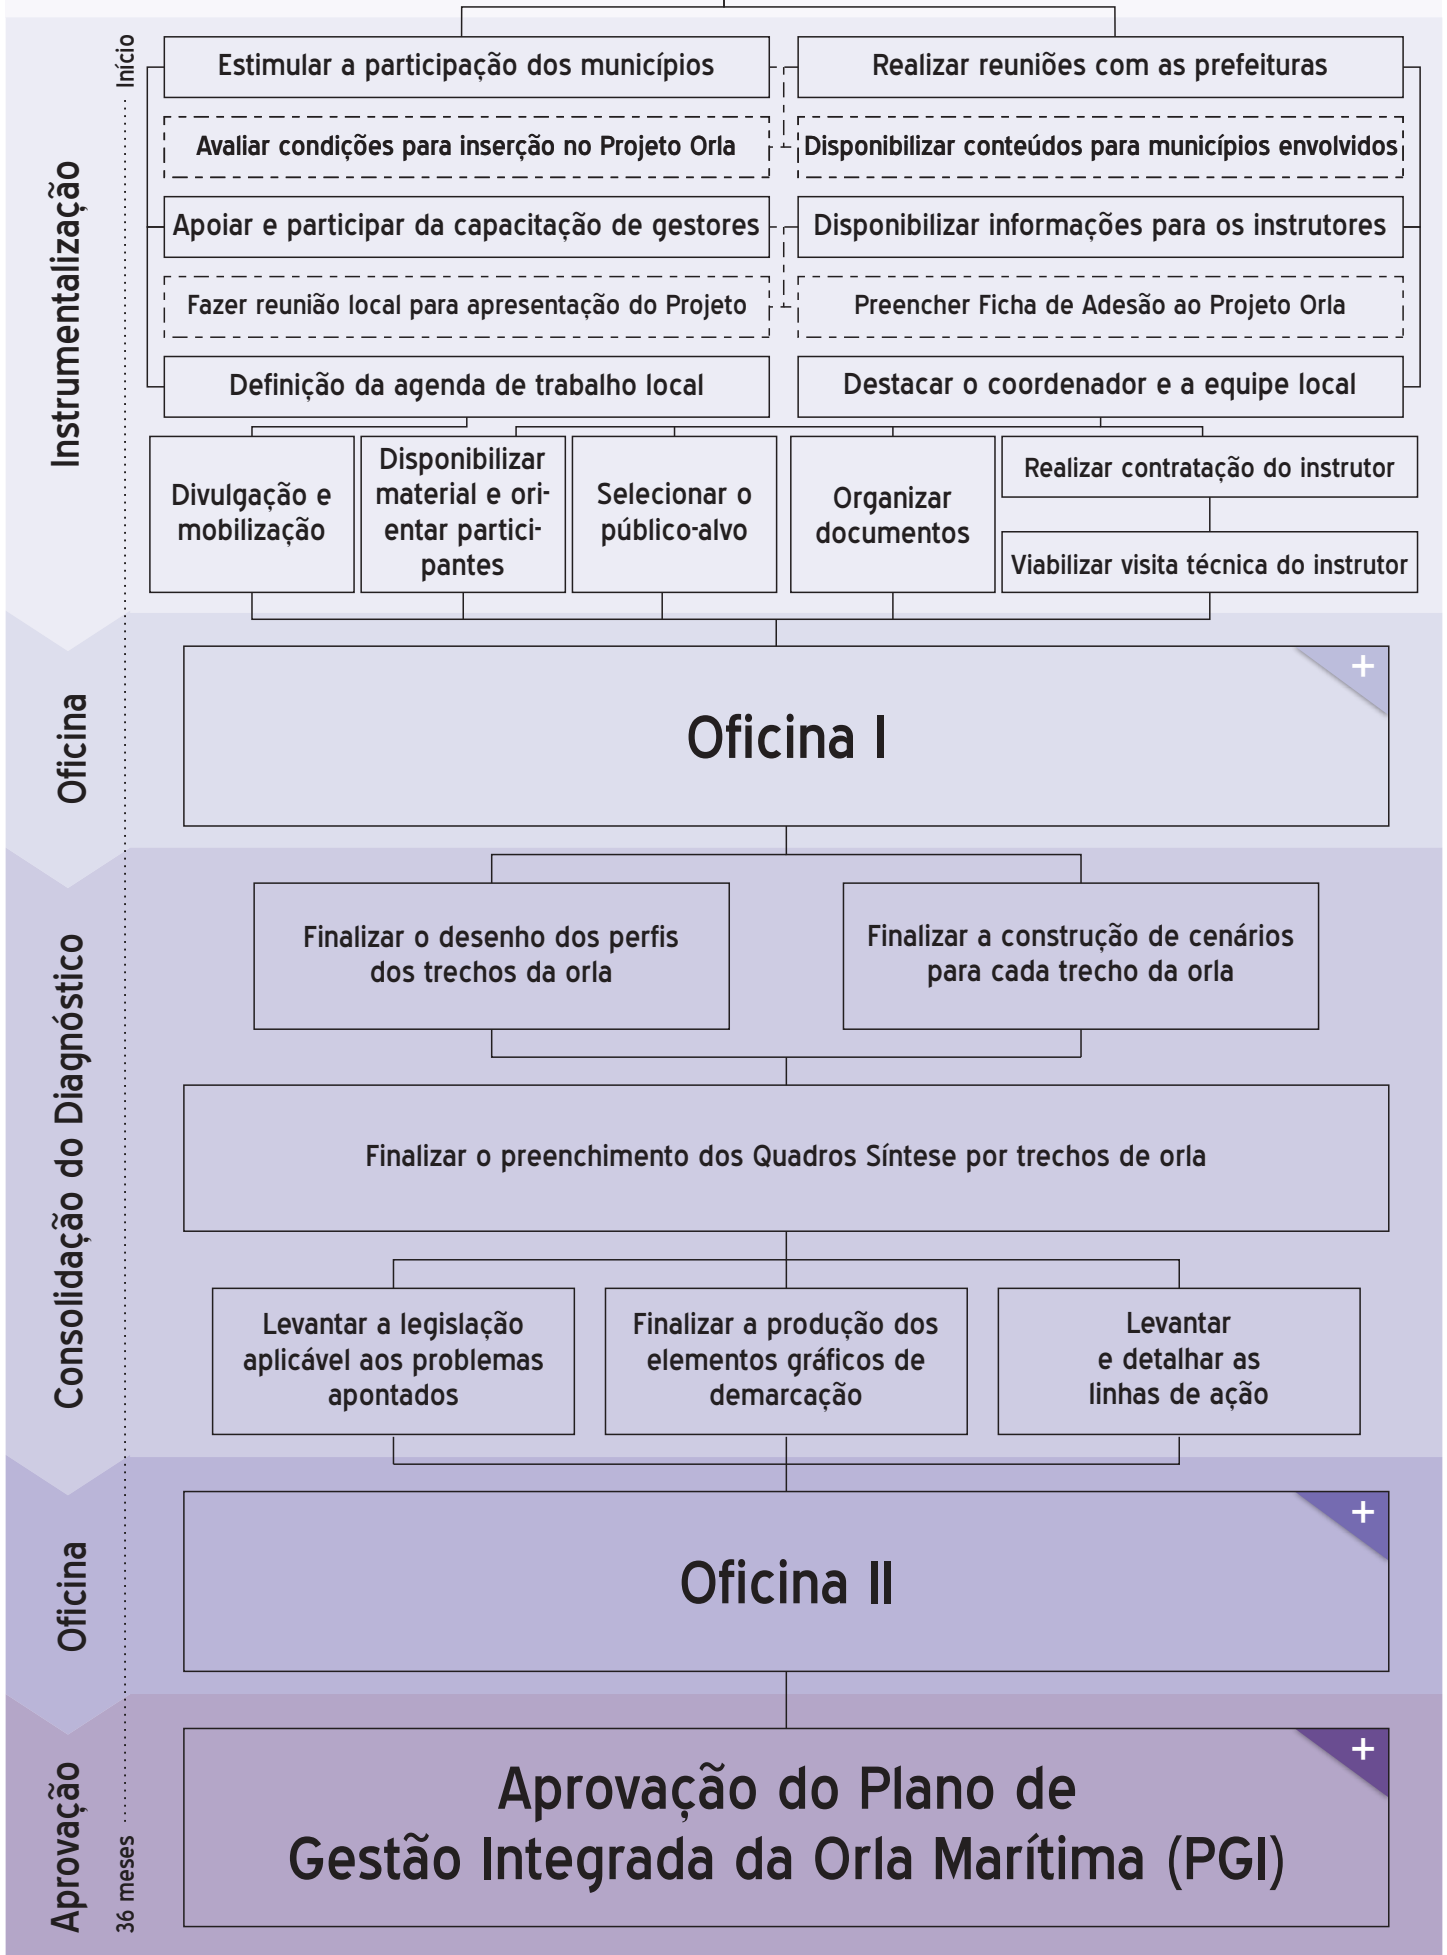 Início
Instrumentalização
Estimular a participação dos municípios
Realizar reuniões com as prefeituras
Avaliar condições para inserção no Projeto Orla
Disponibilizar conteúdos para municípios envolvidos
Apoiar e participar da capacitação de gestores
Disponibilizar informações para os instrutores
Fazer reunião local para apresentação do Projeto
Preencher Ficha de Adesão ao Projeto Orla
Definição da agenda de trabalho local
Destacar o coordenador e a equipe local
Divulgação e
mobilização
Disponibilizar
material e ori-
entar partici-
pantes
Selecionar o
público-alvo
Organizar
documentos
Realizar contratação do instrutor
Viabilizar visita técnica do instrutor
Oficina
Oficina I
+
Consolidação do Diagnóstico
Finalizar o desenho dos perfis
dos trechos da orla
Finalizar a construção de cenários
para cada trecho da orla
Finalizar o preenchimento dos Quadros Síntese por trechos de orla
Levantar a legislação
aplicável aos problemas
apontados
Finalizar a produção dos
elementos gráficos de
demarcação
Levantar
e detalhar as
linhas de ação
Oficina
Oficina II
+
Aprovação
36 meses
Aprovação do Plano de
Gestão Integrada da Orla Marítima (PGI)
+